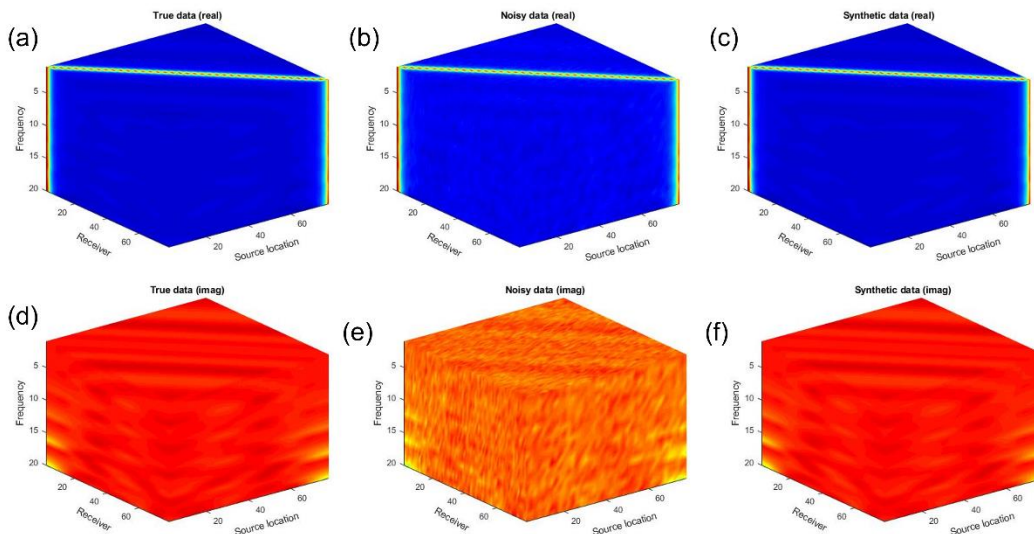 (a)
True data (real)
Frequency
5
10
15
20
20
40
60
Receiver
20
40
60
Source location
(b)
Noisy data (real)
Frequency
5
10
15
20
20
40
60
Receiver
20
40
60
Source location
(c)
Synthetic data (real)
Frequency
5
10
15
20
20
40
60
Receiver
20
40
60
Source location
(d)
True data (imag)
Frequency
5
10
15
20
20
40
60
Receiver
20
40
60
Source location
(e)
Noisy data (imag)
Frequency
5
10
15
20
20
40
60
Receiver
20
40
60
Source location
(f)
Synthetic data (imag)
Frequency
5
10
15
20
20
40
60
Receiver
20
40
60
Source location